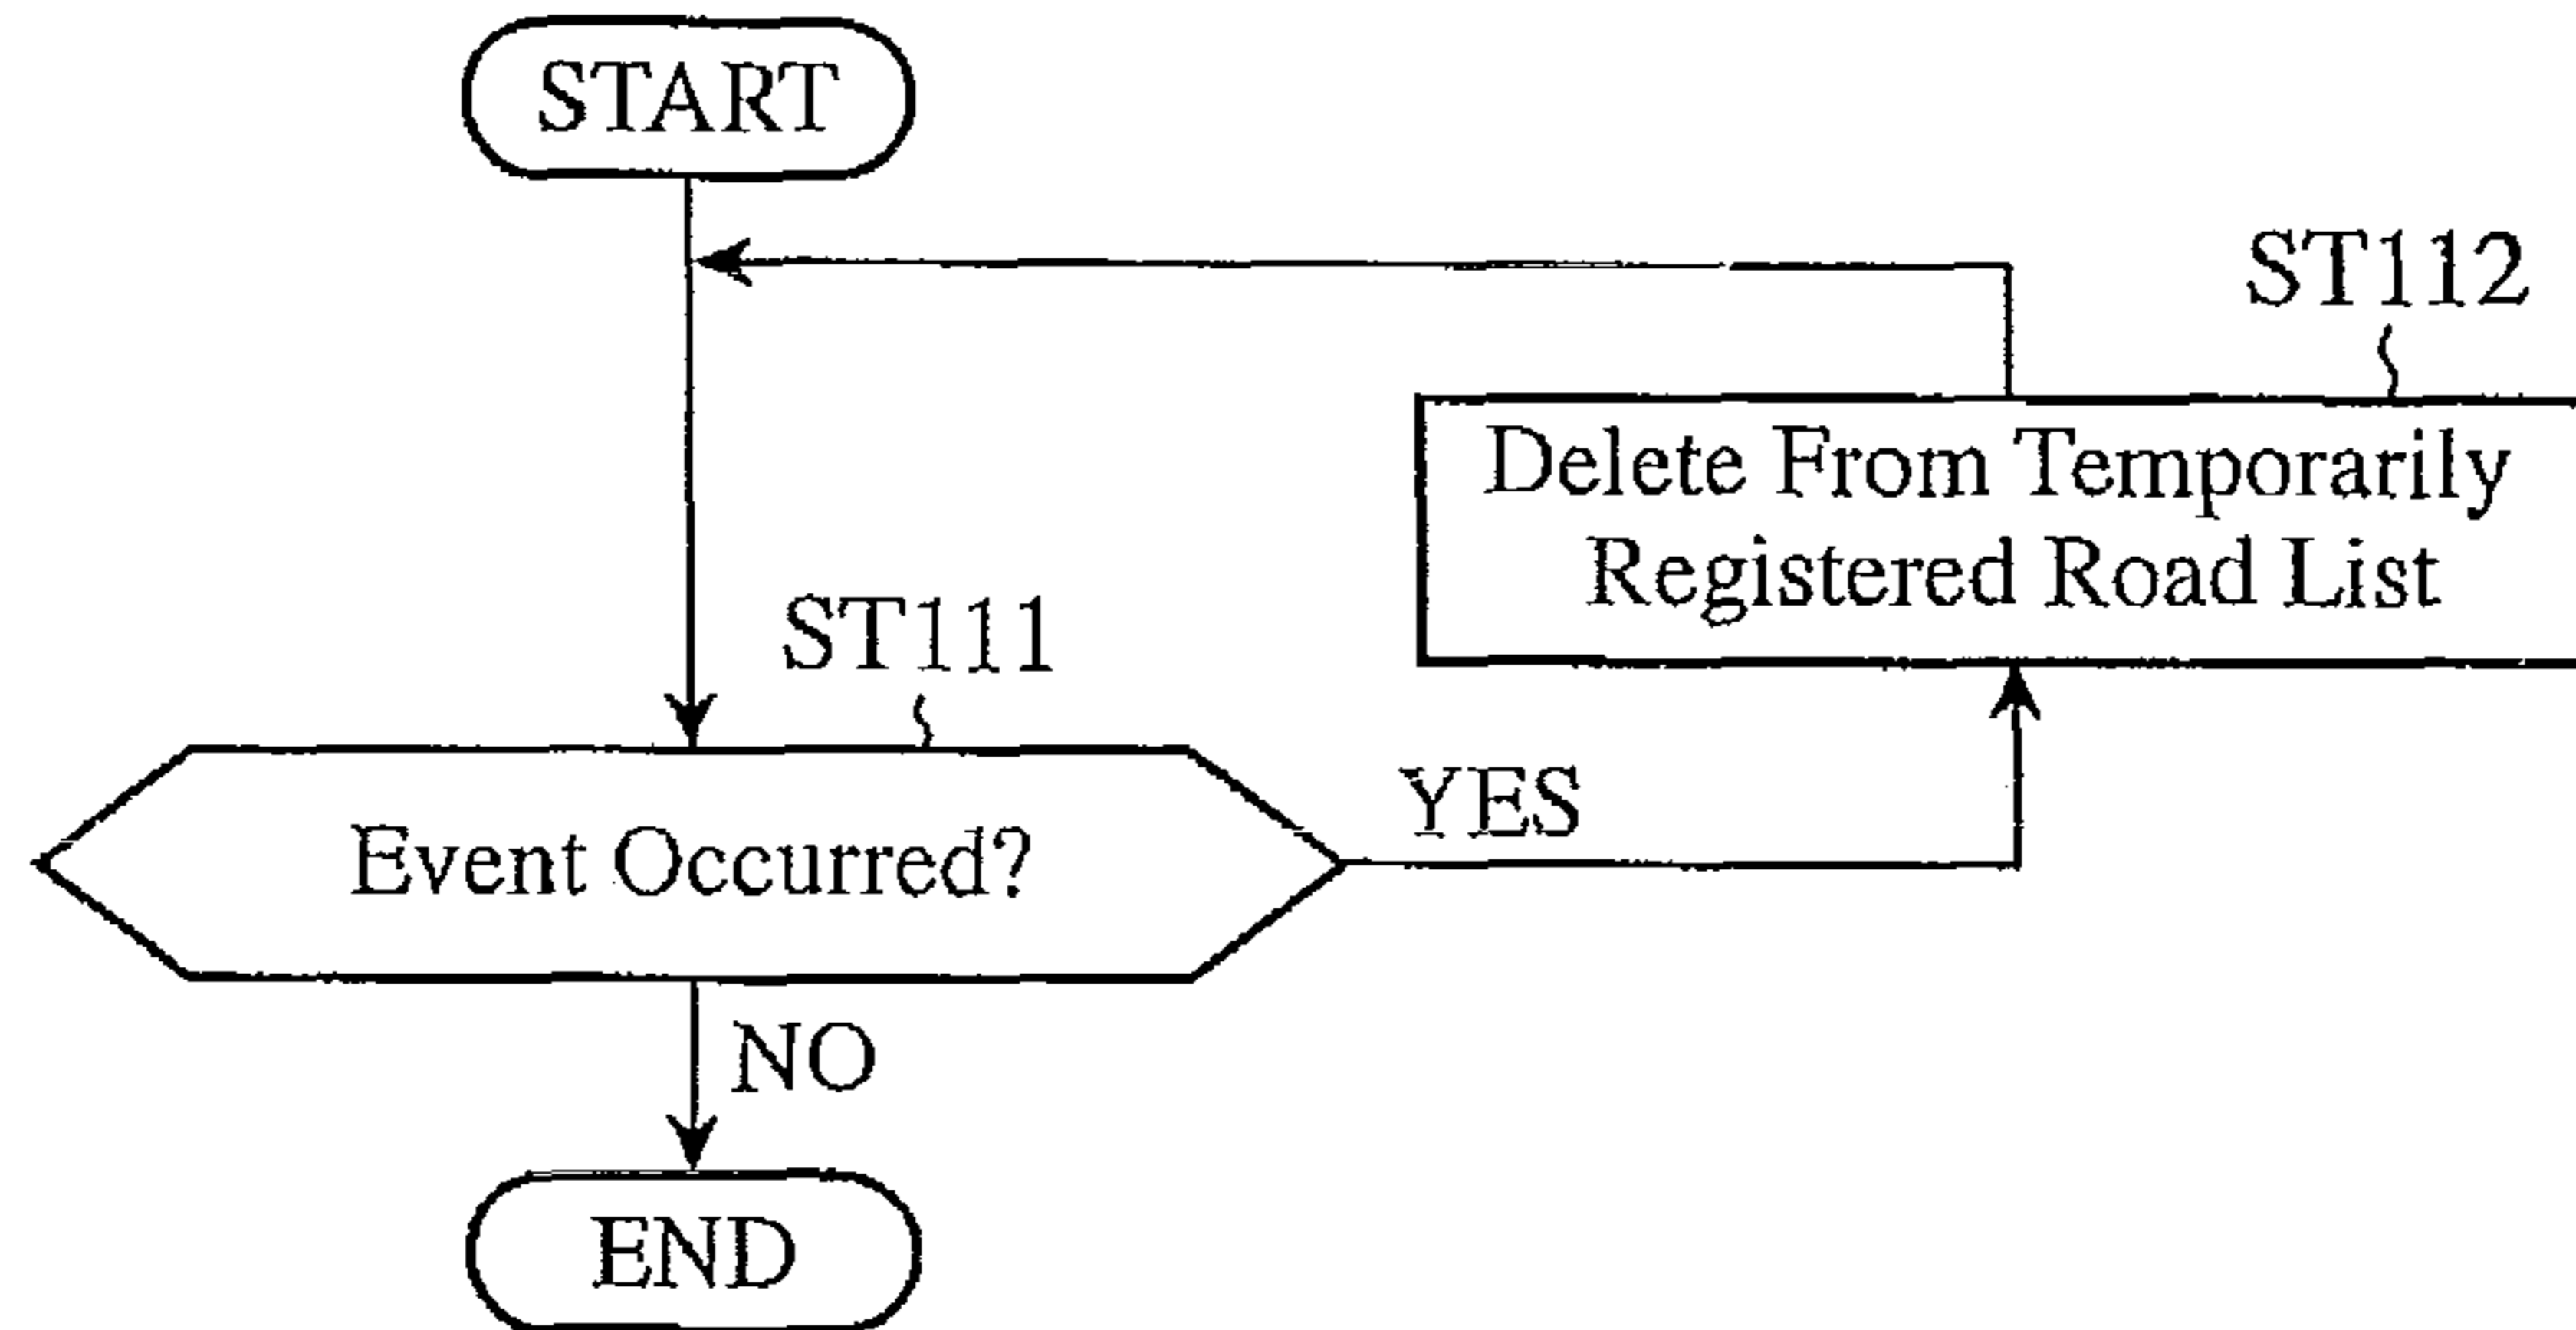 START
ST112
Delete From Temporarily
Registered Road List
ST111
YES
Event Occurred?
NO
END